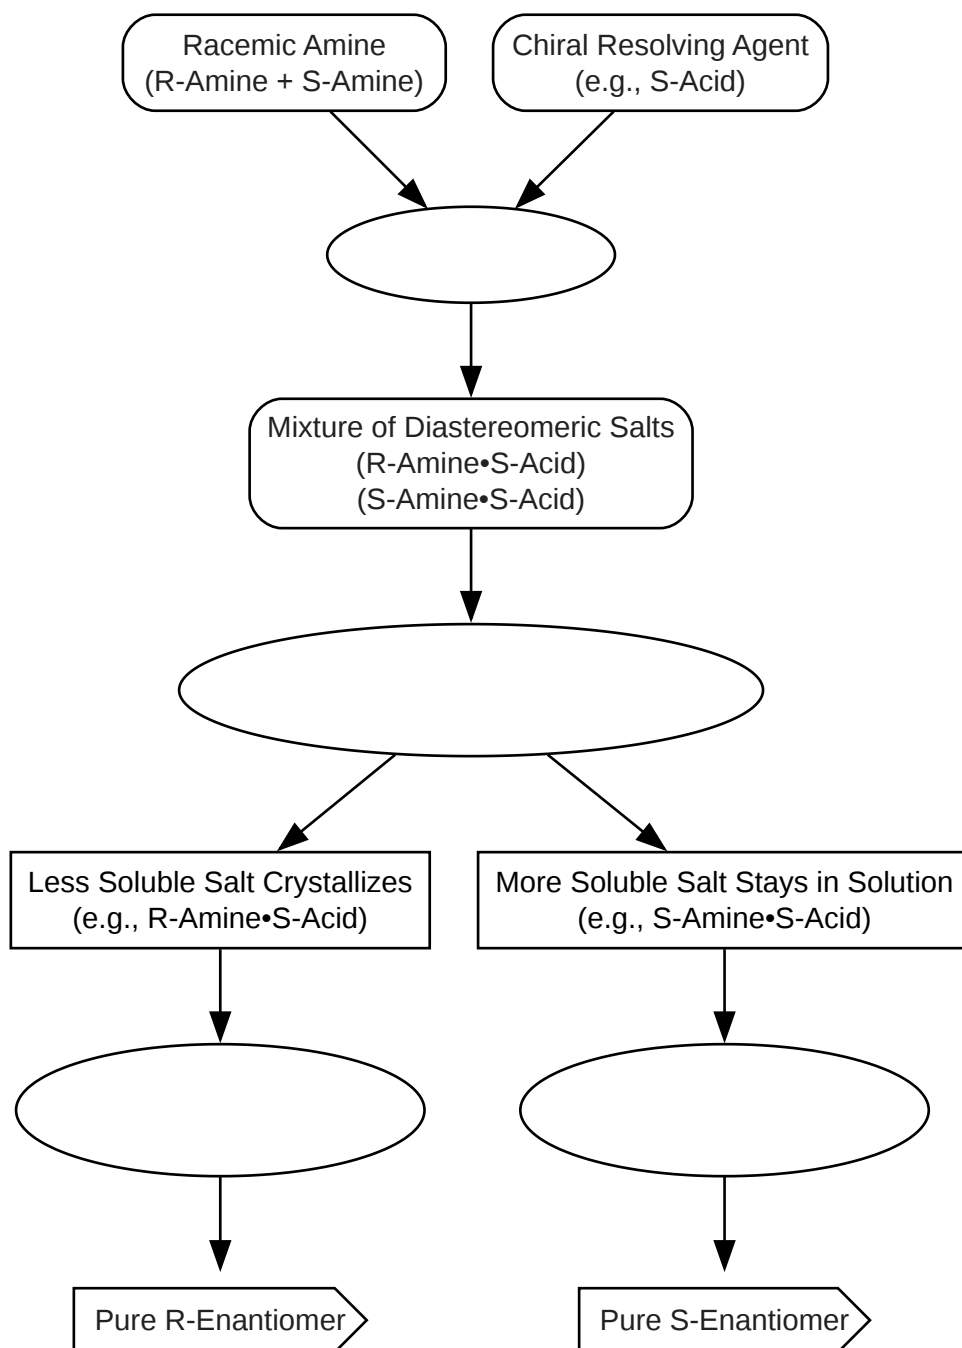 Racemic Amine
(R-Amine + S-Amine)
Chiral Resolving Agent
(e.g., S-Acid)
Mixture of Diastereomeric Salts
(R-Amine•S-Acid)
(S-Amine•S-Acid)
Less Soluble Salt Crystallizes
(e.g., R-Amine•S-Acid)
More Soluble Salt Stays in Solution
(e.g., S-Amine•S-Acid)
Pure R-Enantiomer
Pure S-Enantiomer